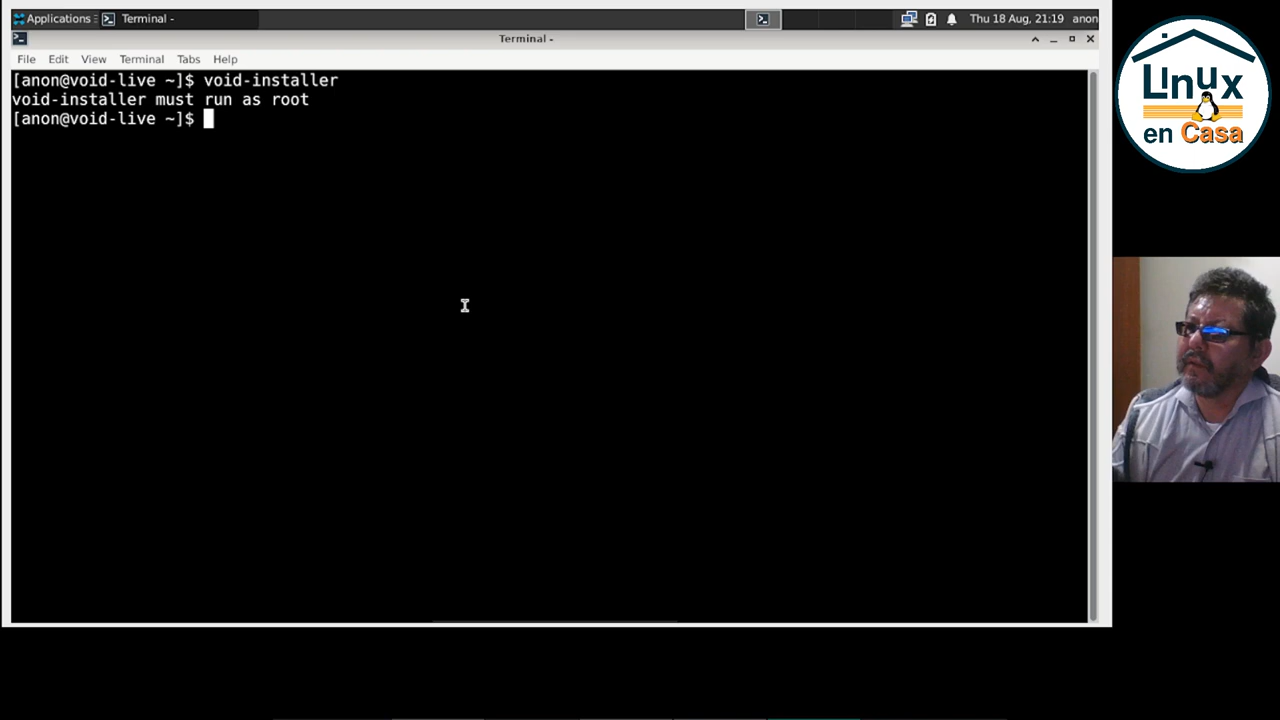 Applications Terminal - Thu 18 Aug, 21:19 anon
Terminal -
File Edit View Terminal Tabs Help
[anon@void-live ~]$ void-installer
void-installer must run as root
[anon@void-live ~]$
Linux
en Casa